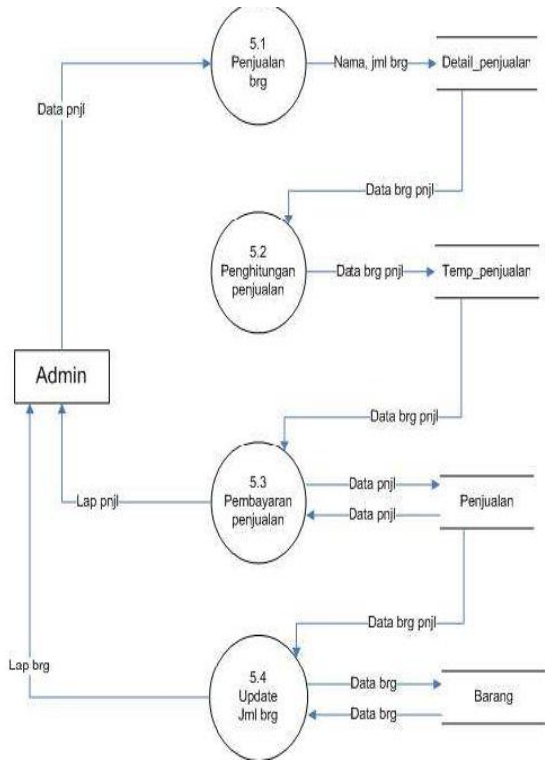 5.1
Penjualan
brg
Nama, jml brg
Detail_penjualan
Data pnjl
Data brg pnjl
5.2
Penghitungan
penjualan
Data brg pnjl
Temp_penjualan
Admin
Data brg pnjl
5.3
Pembayaran
penjualan
Data pnjl
Data pnjl
Penjualan
Lap pnjl
Data brg pnjl
5.4
Update
Jml brg
Data brg
Data brg
Barang
Lap brg